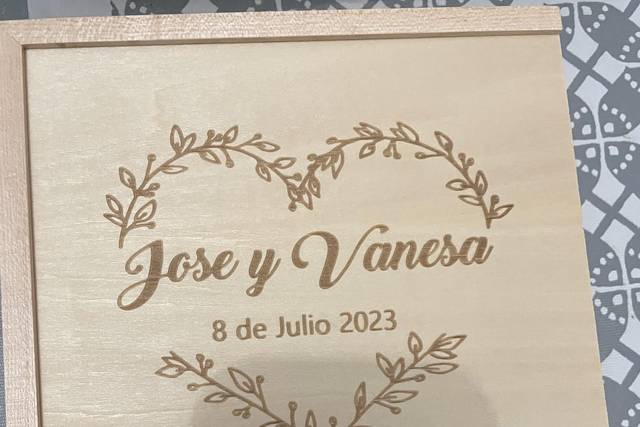 Jose y Vanesa
8 de Julio 2023